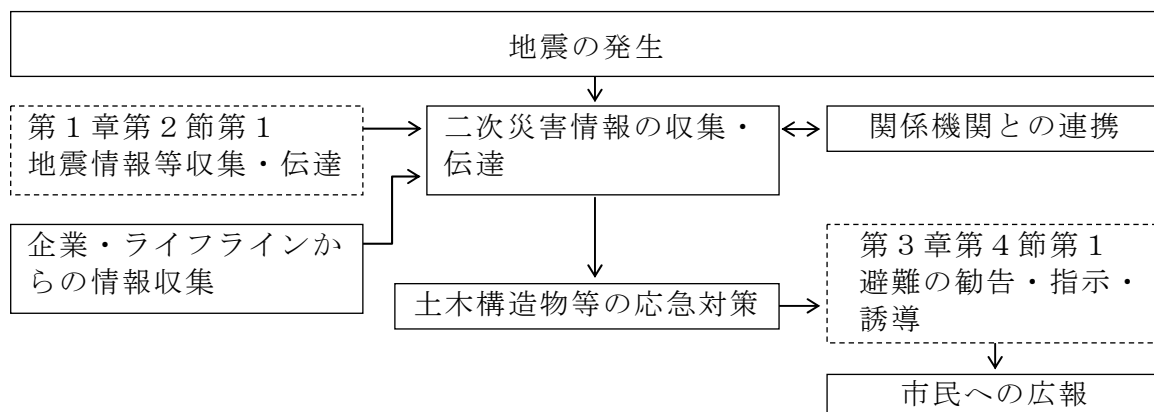 地震の発生
第１章第２節第１
地震情報等収集・伝達
二次災害情報の収集・
伝達
関係機関との連携
企業・ライフラインか
らの情報収集
第３章第４節第１
避難の勧告・指示・
誘導
土木構造物等の応急対策
市民への広報